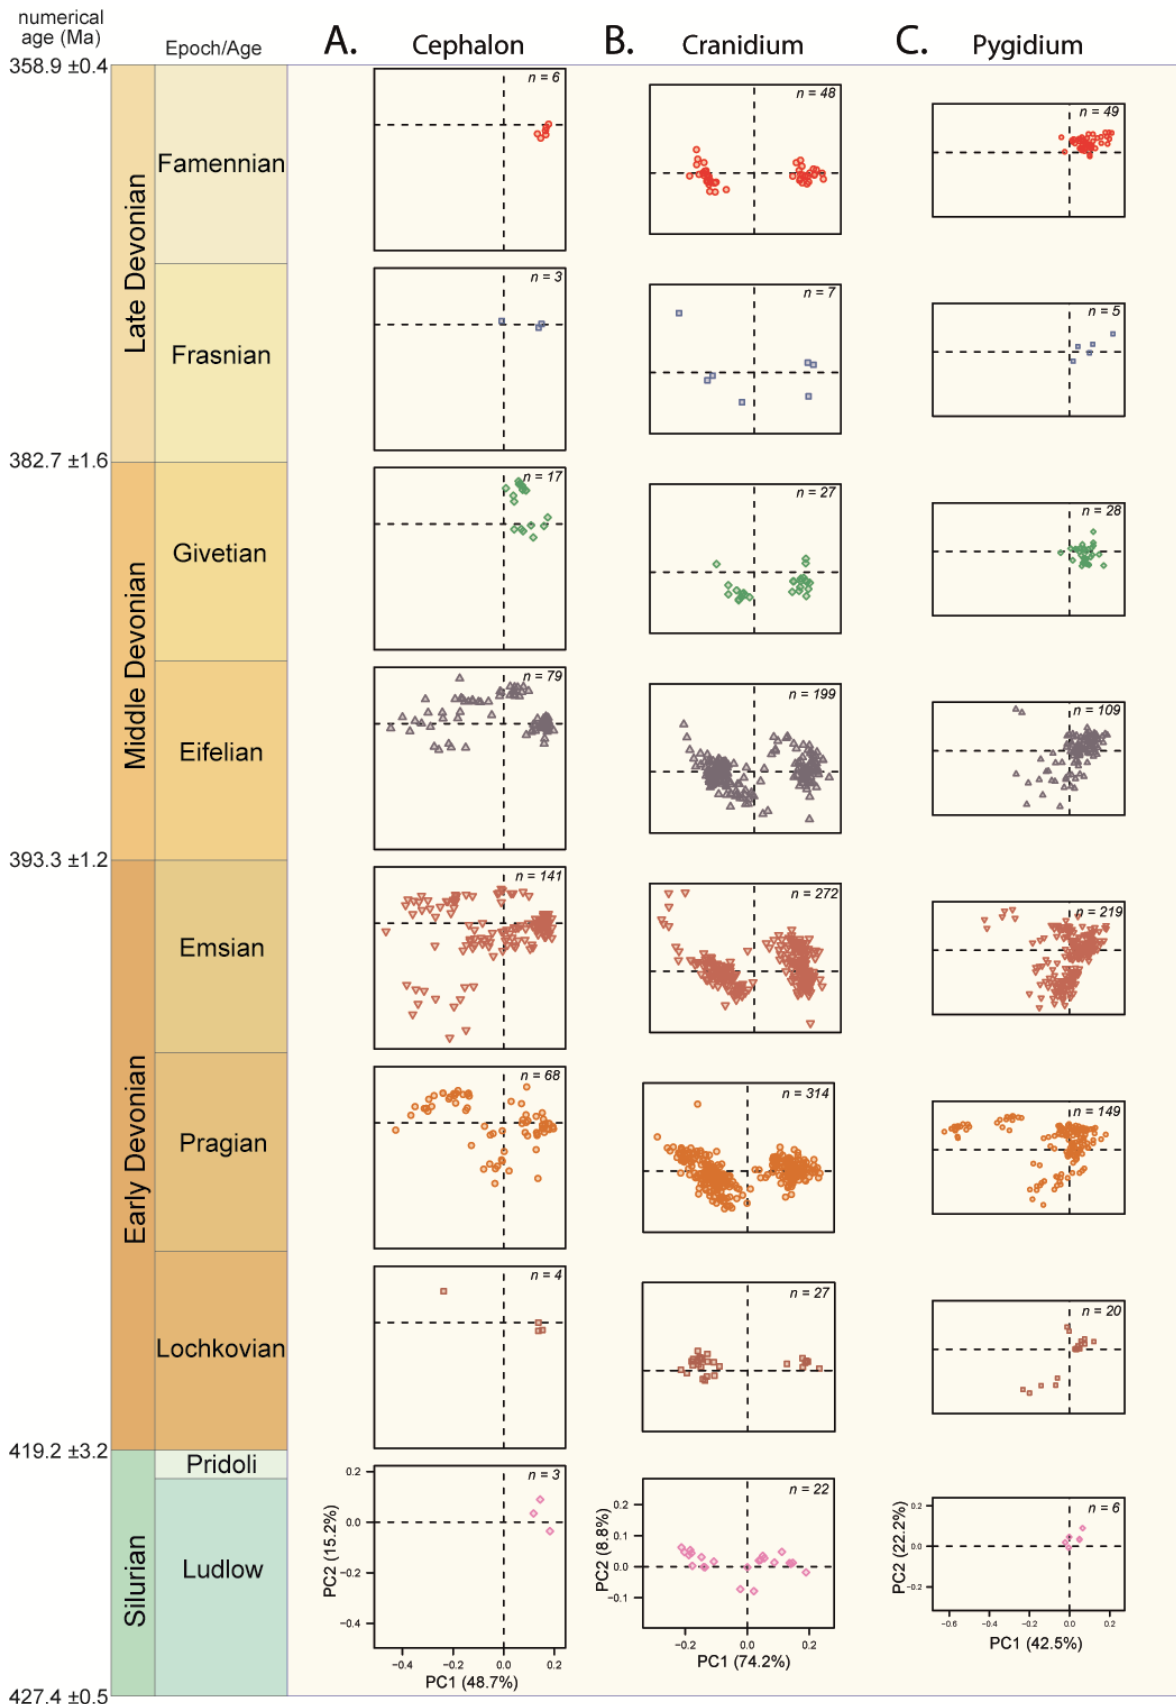 numerical
age (Ma)
Epoch/Age
A. Cephalon
B. Cranidium
C. Pygidium
358.9 ±0.4
Late Devonian
Famennian
n = 6
n = 48
n = 49
Frasnian
n = 3
n = 7
n = 5
382.7 ±1.6
Middle Devonian
Givetian
n = 17
n = 27
n = 28
Eifelian
n = 79
n = 199
n = 109
393.3 ±1.2
Early Devonian
Emsian
n = 141
n = 272
n = 219
Pragian
n = 68
n = 314
n = 149
Lochkovian
n = 4
n = 27
n = 20
419.2 ±3.2
Silurian
Pridoli
Ludlow
n = 3
PC2 (15.2%)
0.2
0.0
−0.2
−0.4
−0.4 −0.2 0.0 0.2
PC1 (48.7%)
n = 22
PC2 (8.8%)
0.2
0.1
0.0
−0.1
−0.2 0.0 0.2
PC1 (74.2%)
n = 6
PC2 (22.2%)
0.2
0.0
−0.2
−0.6 −0.4 −0.2 0.0 0.2
PC1 (42.5%)
427.4 ±0.5